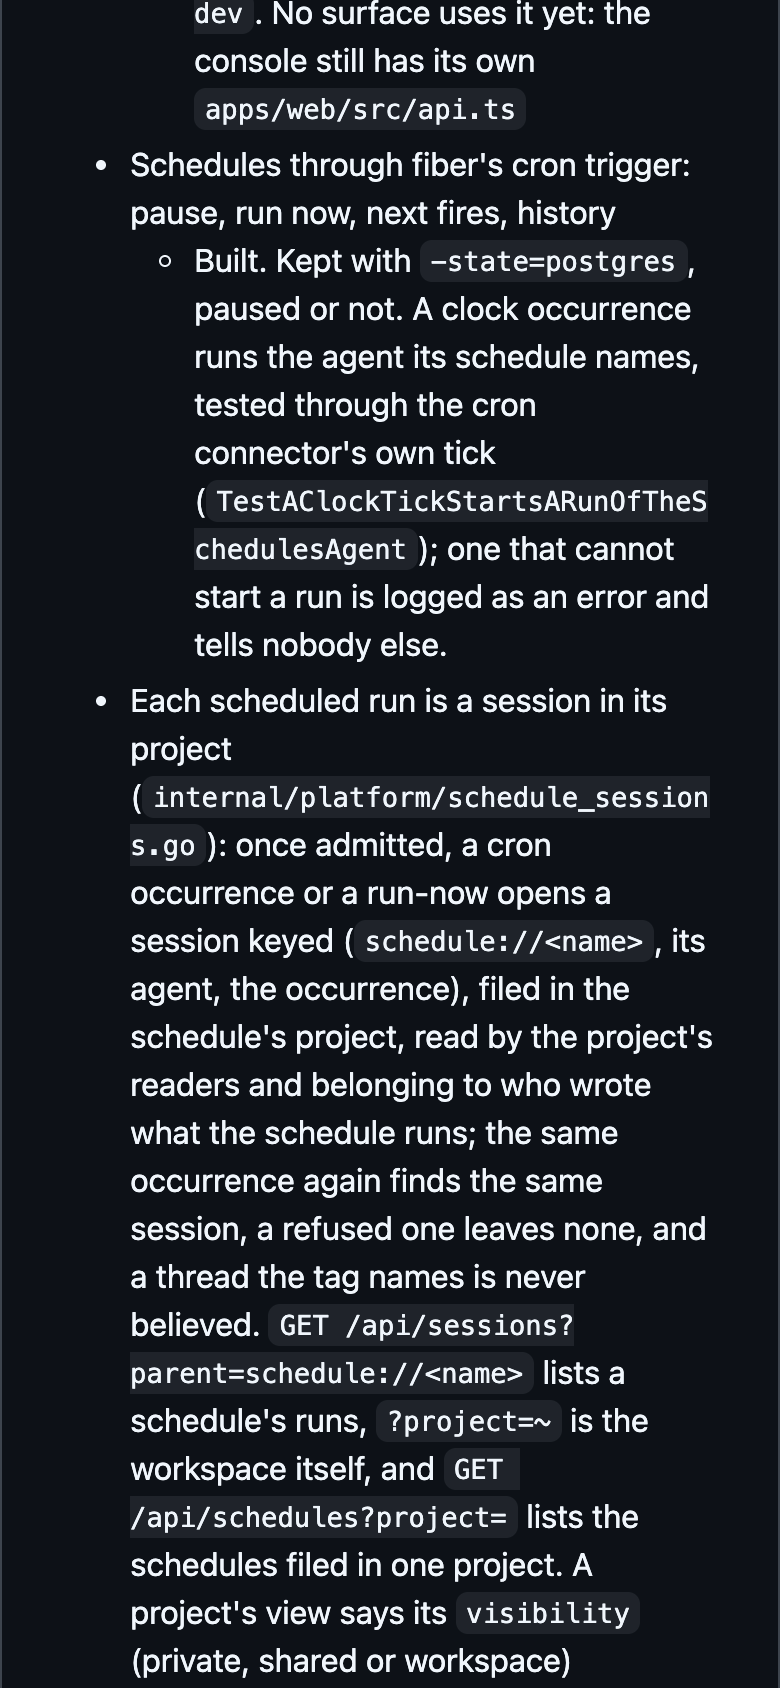 dev . No surface uses it yet: the
console still has its own
apps/web/src/api.ts
• Schedules through fiber's cron trigger:
pause, run now, next fires, history
○ Built. Kept with -state=postgres ,
paused or not. A clock occurrence
runs the agent its schedule names,
tested through the cron
connector's own tick
( TestAClockTickStartsARunOfTheS
chedulesAgent ); one that cannot
start a run is logged as an error and
tells nobody else.
• Each scheduled run is a session in its
project
( internal/platform/schedule_session
s.go ): once admitted, a cron
occurrence or a run-now opens a
session keyed ( schedule://<name> , its
agent, the occurrence), filed in the
schedule's project, read by the project's
readers and belonging to who wrote
what the schedule runs; the same
occurrence again finds the same
session, a refused one leaves none, and
a thread the tag names is never
believed. GET /api/sessions?
parent=schedule://<name> lists a
schedule's runs, ?project=~ is the
workspace itself, and GET
/api/schedules?project= lists the
schedules filed in one project. A
project's view says its visibility
(private, shared or workspace)